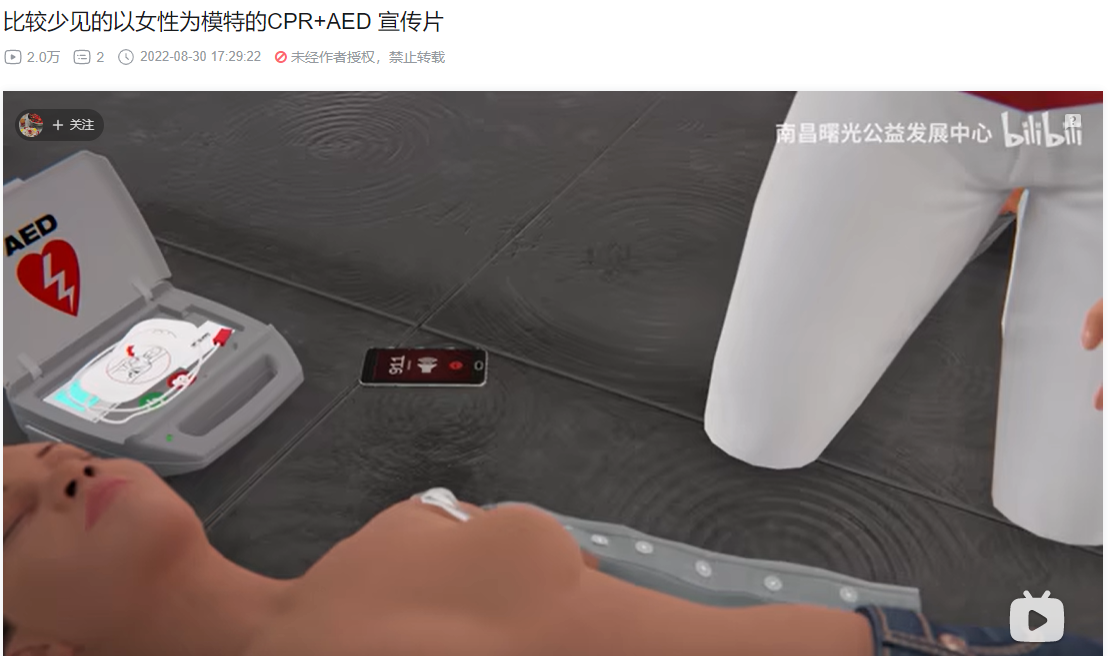 比较少见的以女性为模特的CPR+AED 宣传片
2.0万 2 2022-08-30 17:29:22 未经作者授权，禁止转载
+ 关注
南昌曙光公益发展中心 bilibili
AED
911